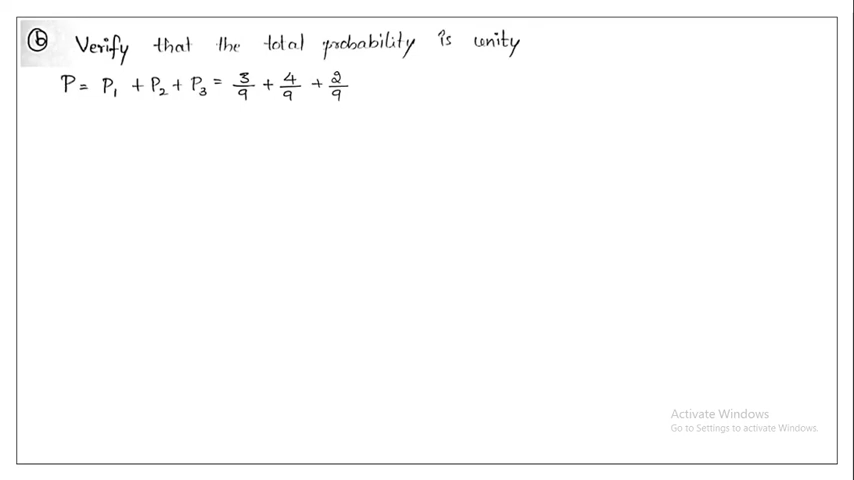 ⓑ Verify that the total probability is unity
P = P₁ + P₂ + P₃ = 3/9 + 4/9 + 2/9
Activate Windows
Go to Settings to activate Windows.